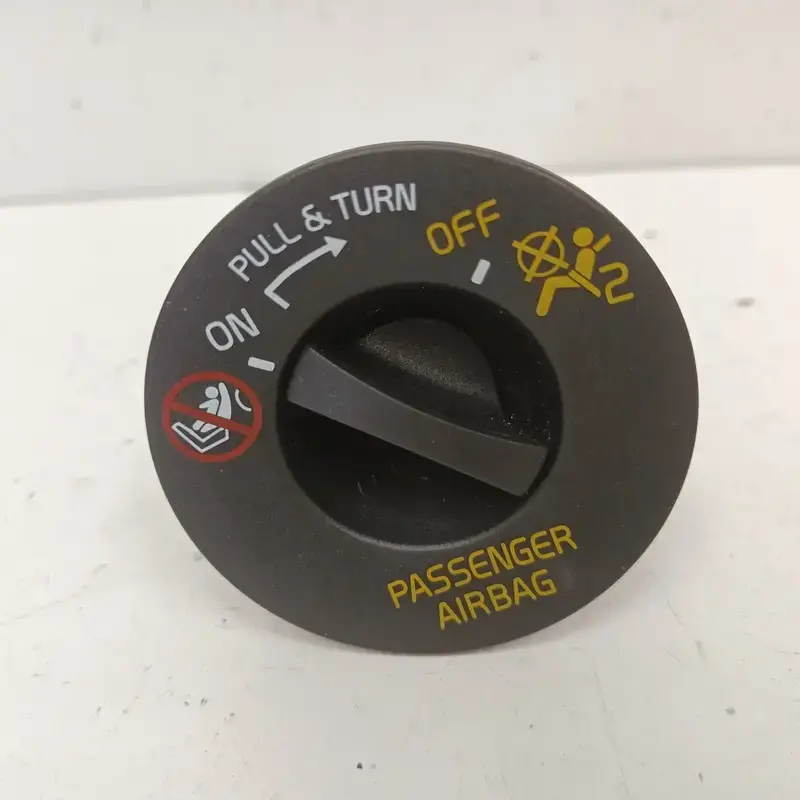 PULL & TURN
ON
OFF
2
PASSENGER
AIRBAG